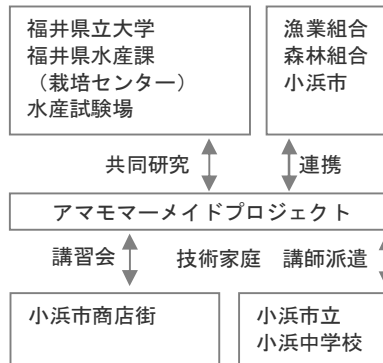 福井県立大学
福井県水産課
（栽培センター）
水産試験場
漁業組合
森林組合
小浜市
共同研究
連携
アマモマーメイドプロジェクト
講習会
技術家庭
講師派遣
小浜市商店街
小浜市立
小浜中学校